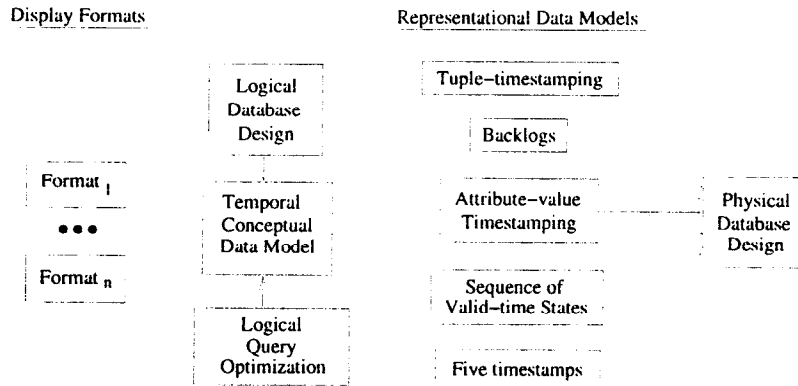 Display Formats
Representational Data Models
Logical
Database
Design
Tuple-timestamping
Backlogs
Format 1
Temporal
Conceptual
Data Model
Attribute-value
Timestamping
Physical
Database
Design
Format n
Sequence of
Valid-time States
Logical
Query
Optimization
Five timestamps